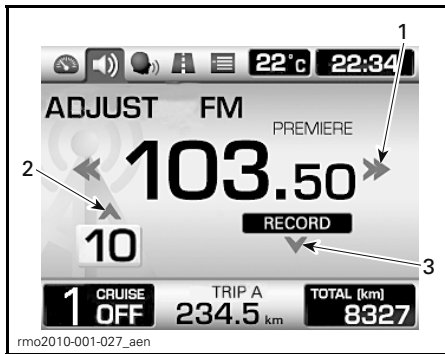 1
22°c 22:34
ADJUST FM
PREMIERE
103.50
2
RECORD
10
3
1 CRUISE OFF
TRIP A
234.5 km
TOTAL (km)
8327
rmo2010-001-027_aen